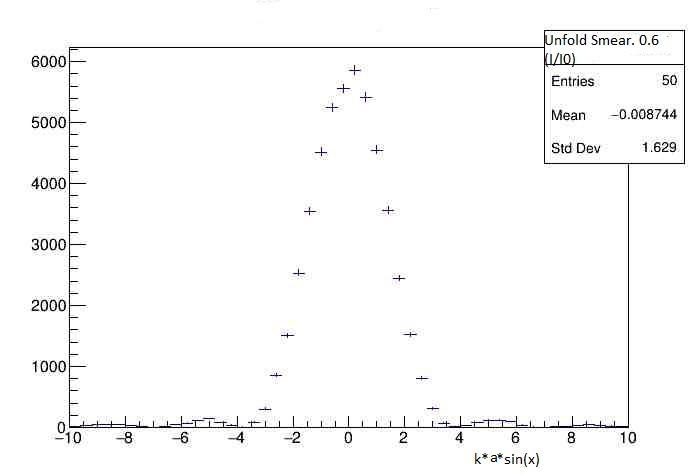 Unfold Smear. 0.6
(I/I0)
Entries 50
Mean −0.008744
Std Dev 1.629
6000
5000
4000
3000
2000
1000
0
−10 −8 −6 −4 −2 0 2 4 6 8 10
k*a*sin(x)